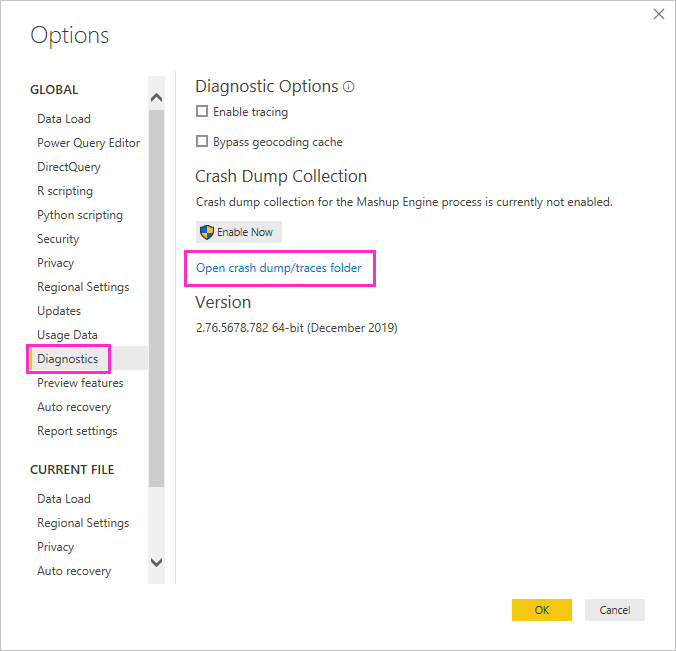 Options
GLOBAL
Data Load
Power Query Editor
DirectQuery
R scripting
Python scripting
Security
Privacy
Regional Settings
Updates
Usage Data
Diagnostics
Preview features
Auto recovery
Report settings
CURRENT FILE
Data Load
Regional Settings
Privacy
Auto recovery
Diagnostic Options
Enable tracing
Bypass geocoding cache
Crash Dump Collection
Crash dump collection for the Mashup Engine process is currently not enabled.
Enable Now
Open crash dump/traces folder
Version
2.76.5678.782 64-bit (December 2019)
OK
Cancel